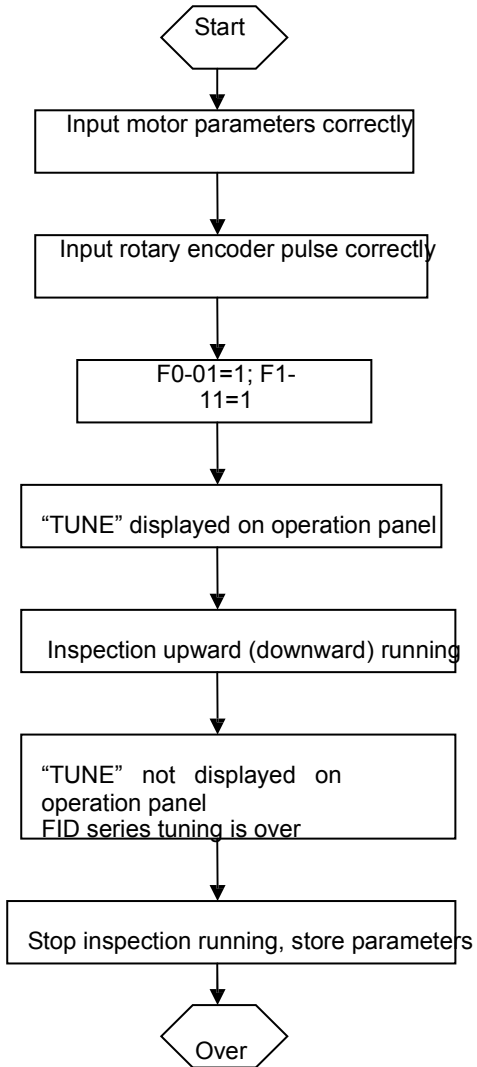 Start
Input motor parameters correctly
Input rotary encoder pulse correctly
F0-01=1; F1-
11=1
“TUNE” displayed on operation panel
Inspection upward (downward) running
“TUNE” not displayed on
operation panel
FID series tuning is over
Stop inspection running, store parameters
Over